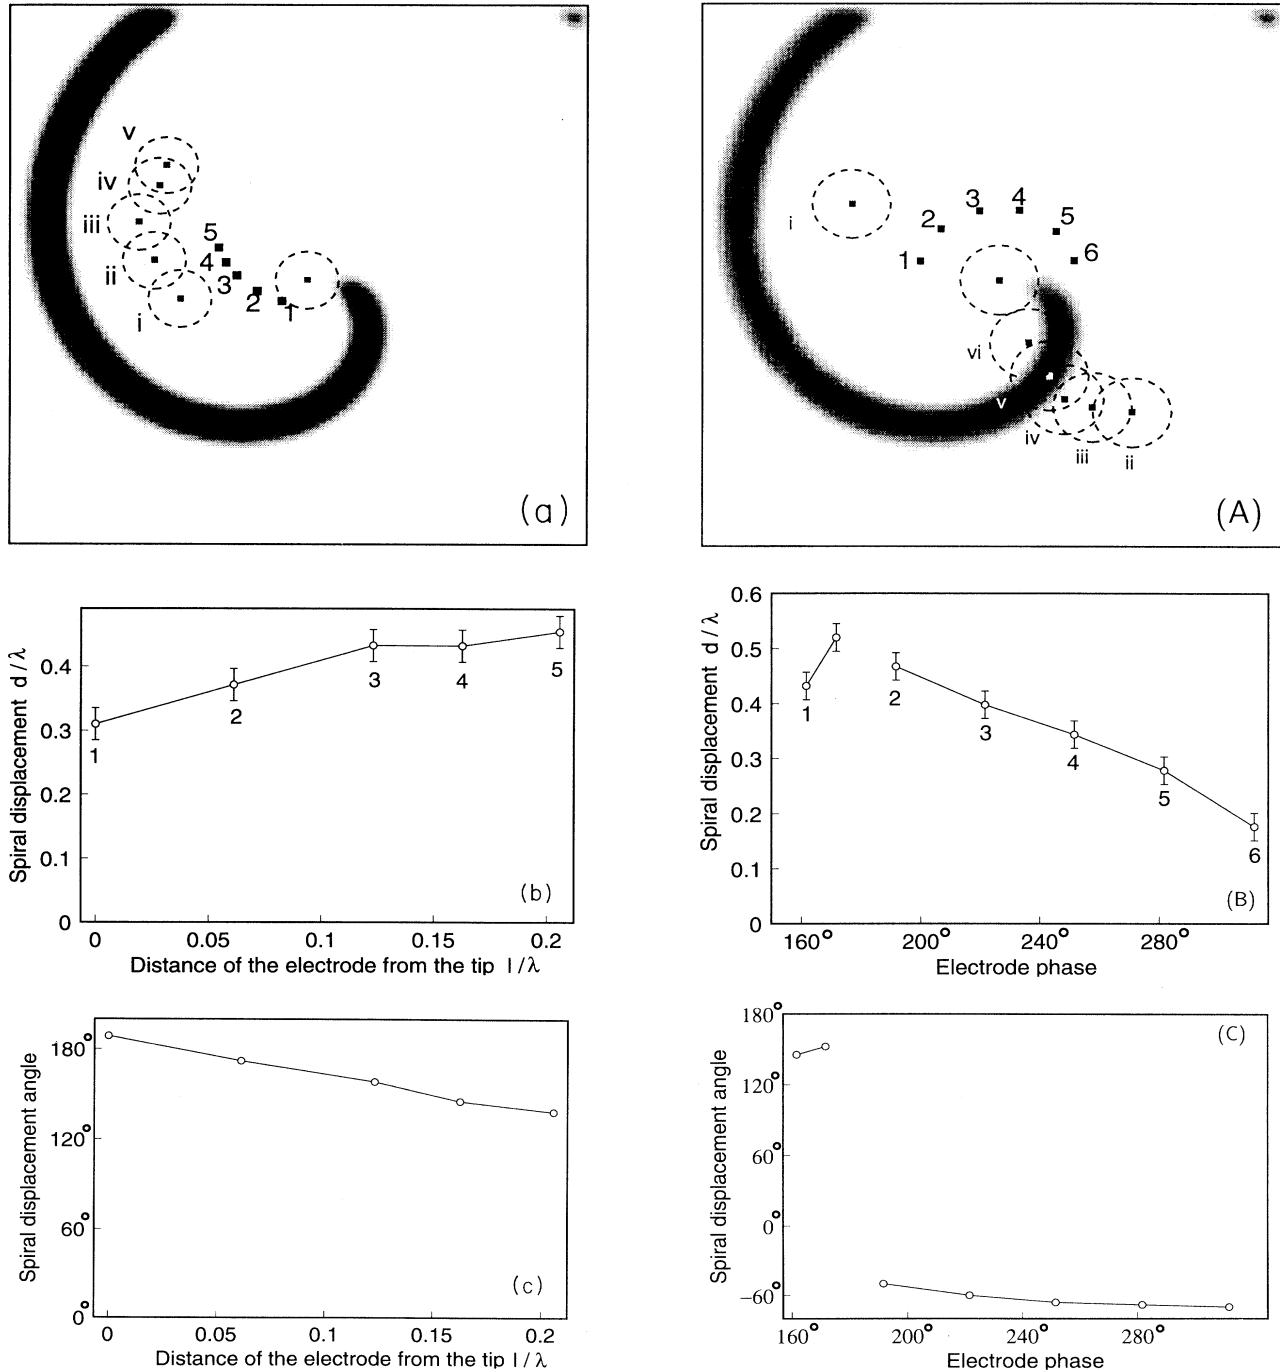 v
iv
iii
ii
i
5
4
3
2
1
(a)
i
1
2
3
4
5
6
vi
v
iv
iii
ii
(A)
Spiral displacement d/λ
0.4
0.3
0.2
0.1
0
1
2
3
4
5
(b)
0 0.05 0.1 0.15 0.2
Distance of the electrode from the tip l/λ
Spiral displacement d/λ
0.6
0.5
0.4
0.3
0.2
0.1
0
1
2
3
4
5
6
(B)
160° 200° 240° 280°
Electrode phase
Spiral displacement angle
180°
120°
60°
0°
(c)
0 0.05 0.1 0.15 0.2
Distance of the electrode from the tip l/λ
Spiral displacement angle
180°
120°
60°
0°
−60°
(C)
160° 200° 240° 280°
Electrode phase